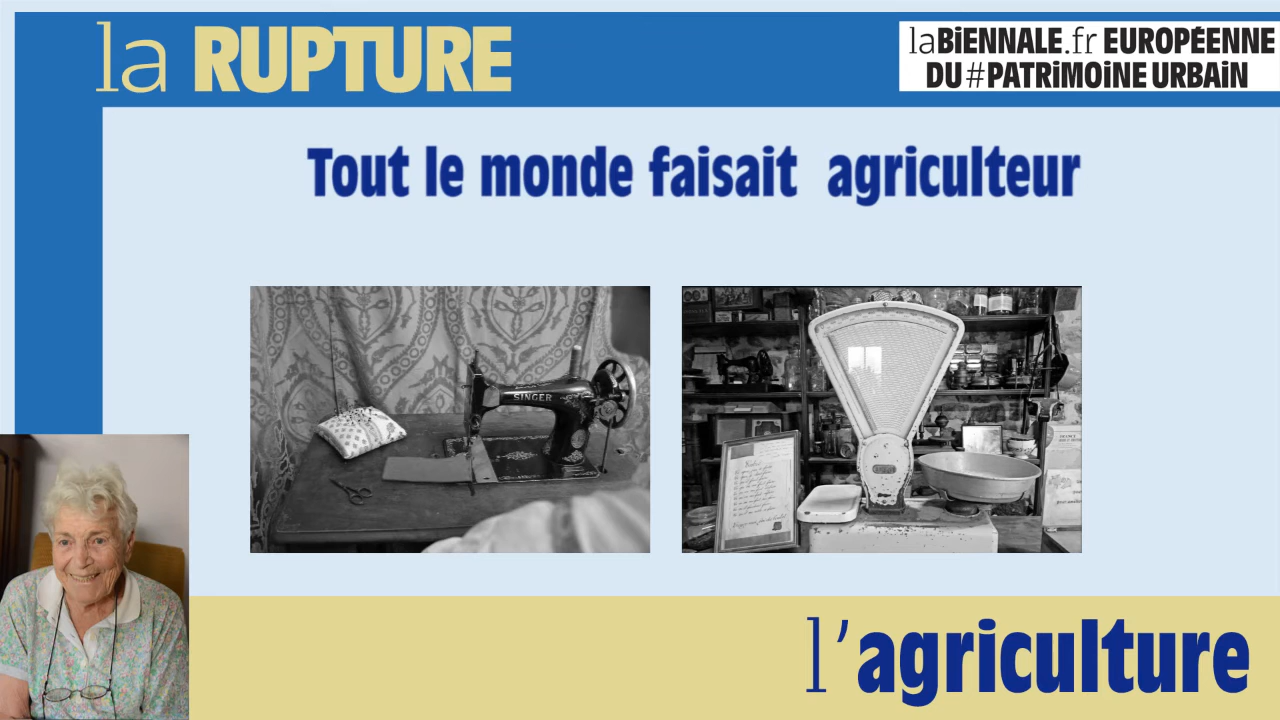 la RUPTURE
laBiENNALE.fr EUROPÉENNE
DU#PATRiMOiNE URBAiN
Tout le monde faisait agriculteur
SINGER
l'agriculture